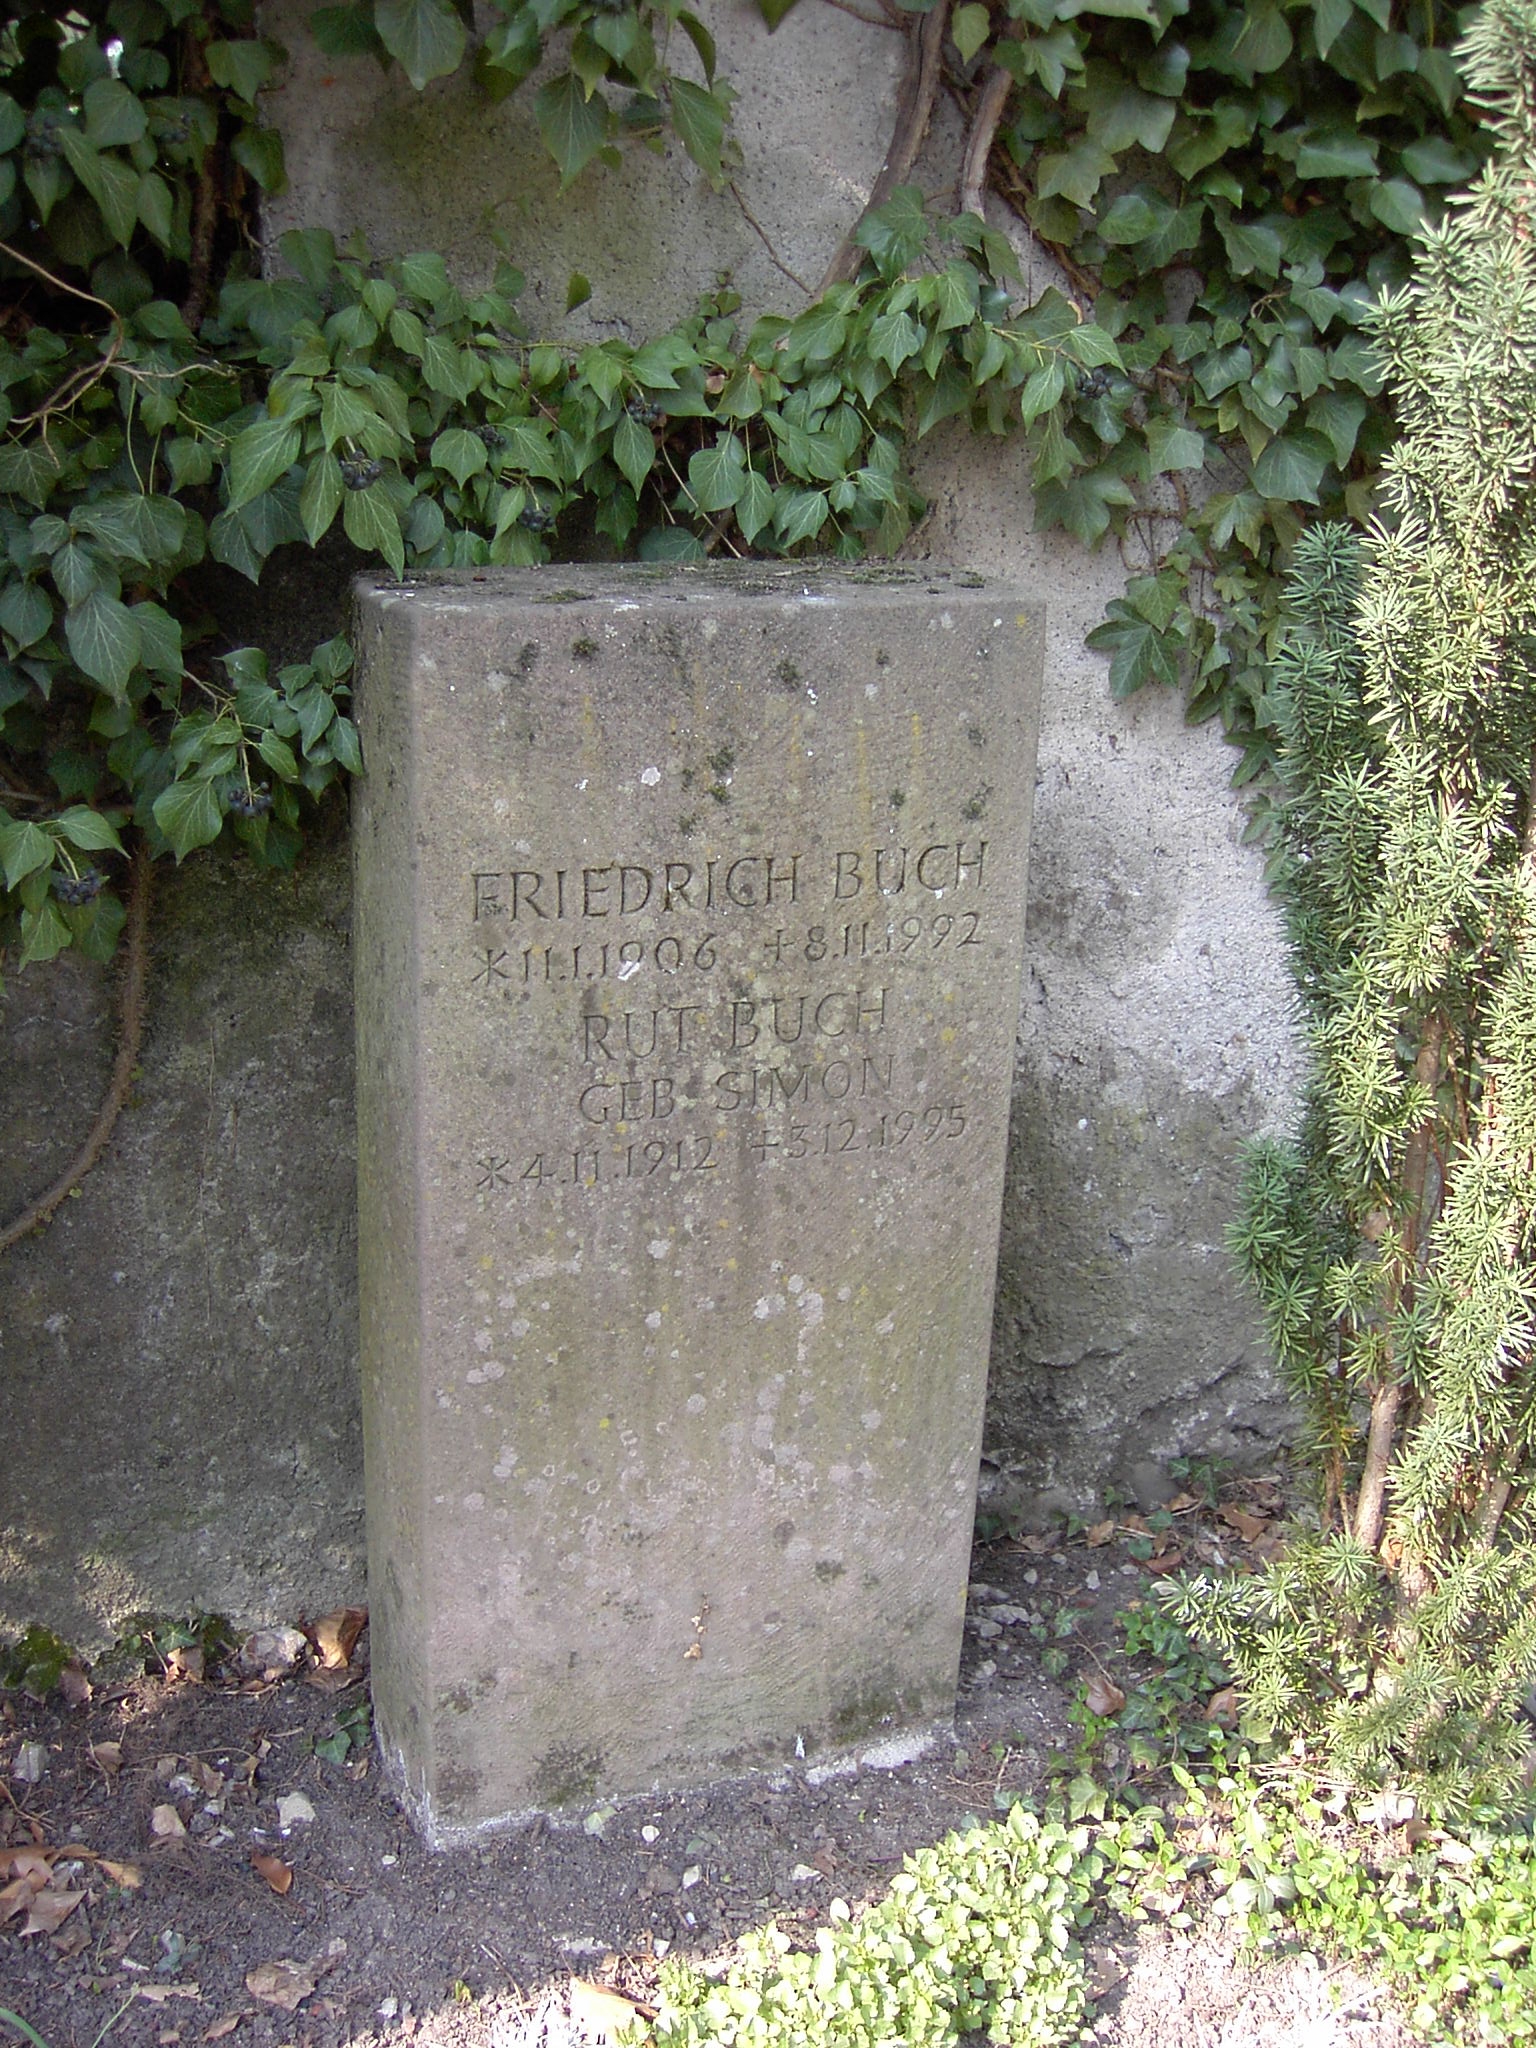 FRIEDRICH BUCH
*11.1.1906 +8.11.1992
RUT BUCH
GEB SIMON
*4.11.1912 +3.12.1995